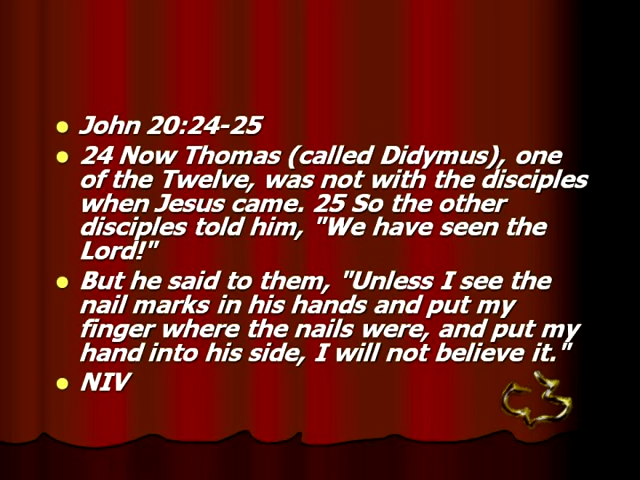 John 20:24-25
24 Now Thomas (called Didymus), one
of the Twelve, was not with the disciples
when Jesus came. 25 So the other
disciples told him, "We have seen the
Lord!"
But he said to them, "Unless I see the
nail marks in his hands and put my
finger where the nails were, and put my
hand into his side, I will not believe it."
NIV